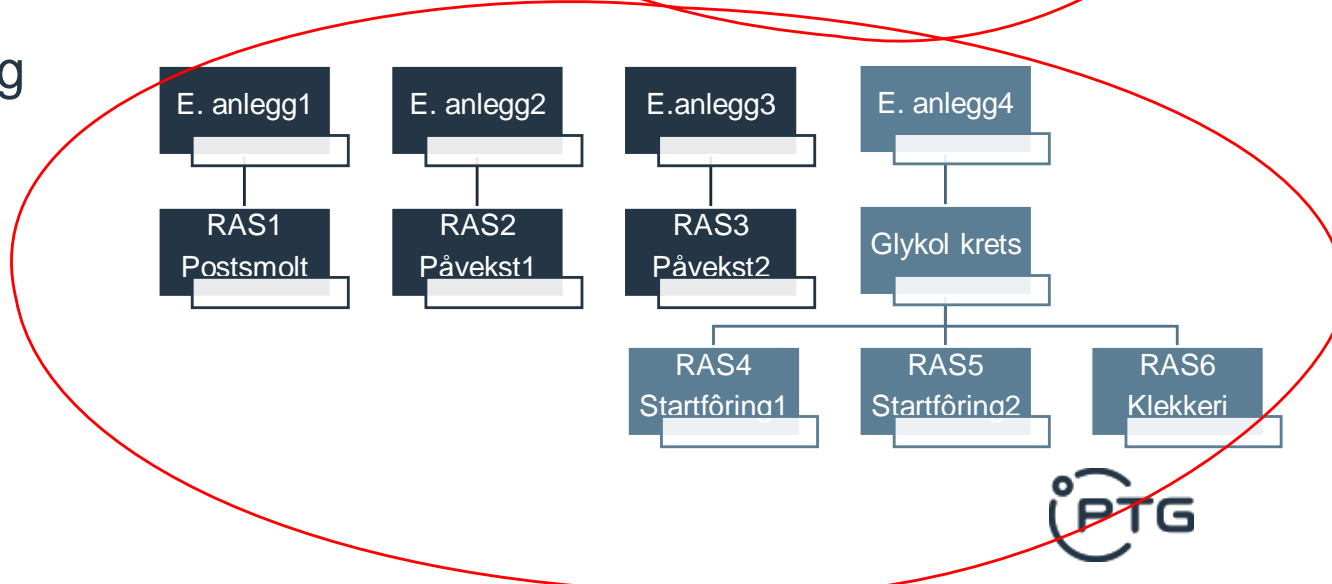 g
E. anlegg1
E. anlegg2
E.anlegg3
E. anlegg4
RAS1
Postsmolt
RAS2
Påvekst1
RAS3
Påvekst2
Glykol krets
RAS4
Startfôring1
RAS5
Startfôring2
RAS6
Klekkeri
PTG